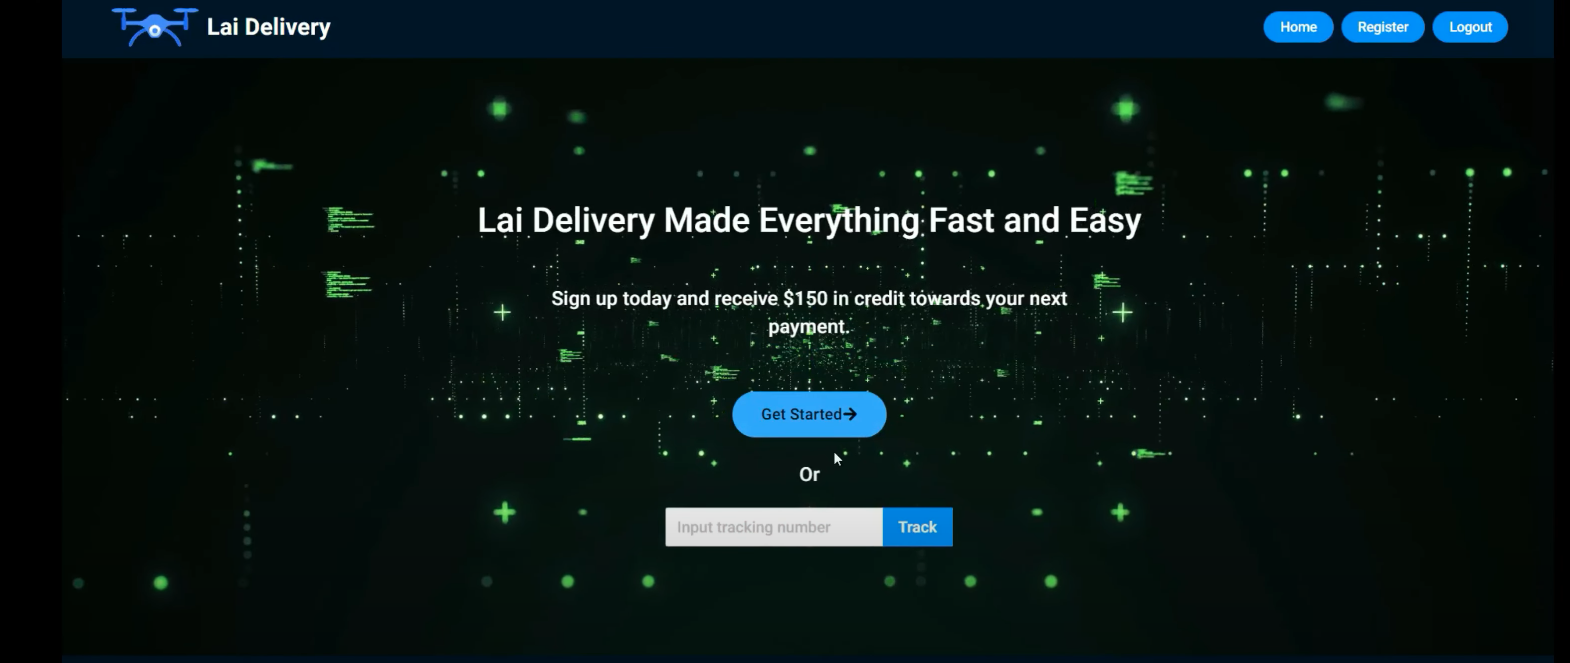 Lai Delivery
Home
Register
Logout
Lai Delivery Made Everything Fast and Easy
Sign up today and receive $150 in credit towards your next
payment.
Get Started
Or
Input tracking number
Track